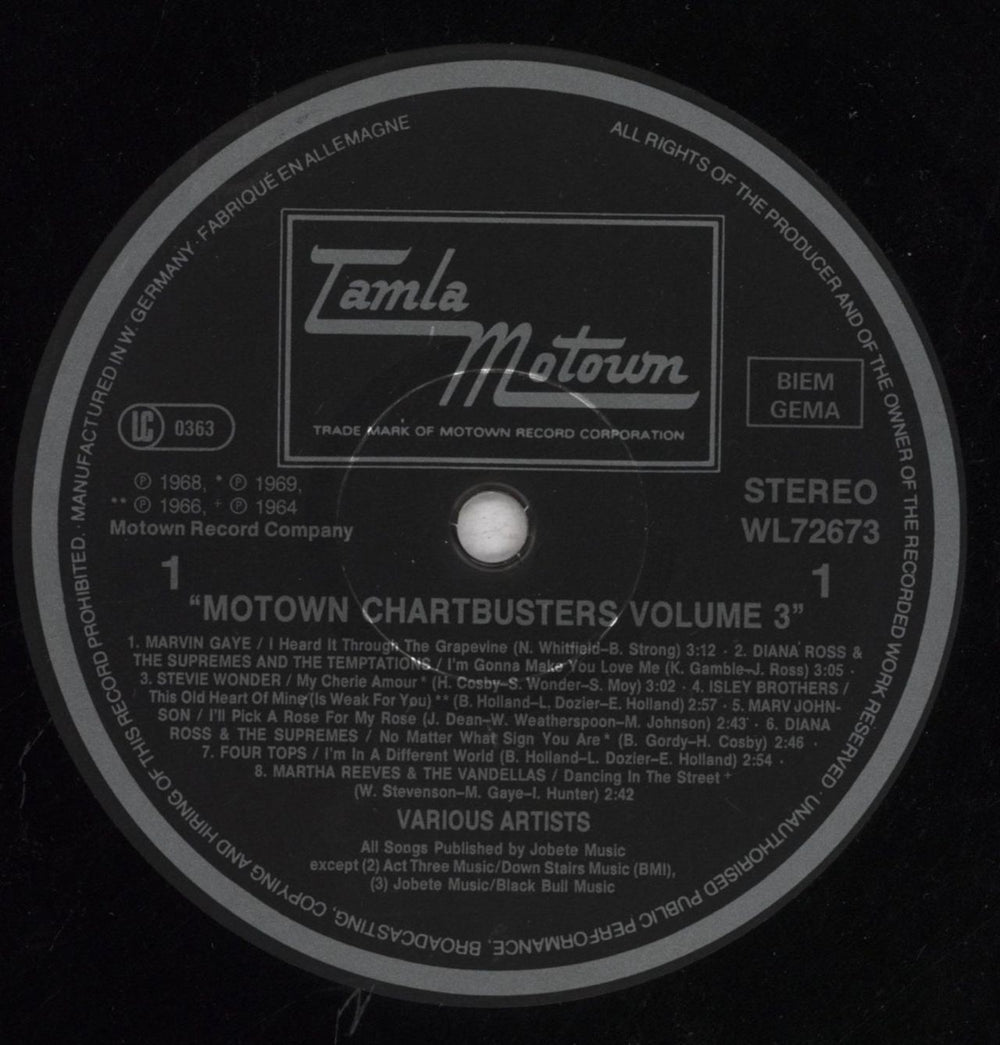 MANUFACTURED IN W. GERMANY · FABRIQUÉ EN ALLEMAGNE
ALL RIGHTS OF THE PRODUCER AND OF THE OWNER OF THE RECORDED WORK RESERVED · UNAUTHORISED PUBLIC PERFORMANCE, BROADCASTING, COPYING AND HIRING OF THIS RECORD PROHIBITED. ·
Tamla
Motown
TRADE MARK OF MOTOWN RECORD CORPORATION
BIEM
GEMA
LC 0363
℗ 1968, * ℗ 1969,
** ℗ 1966, + ℗ 1964
Motown Record Company
STEREO
WL72673
1
1
“MOTOWN CHARTBUSTERS VOLUME 3”
1. MARVIN GAYE / I Heard It Through The Grapevine (N. Whitfield–B. Strong) 3:12 · 2. DIANA ROSS &
THE SUPREMES AND THE TEMPTATIONS / I'm Gonna Make You Love Me (K. Gamble–J. Ross) 3:05 ·
3. STEVIE WONDER / My Cherie Amour * (H. Cosby–S. Wonder–S. Moy) 3:02 · 4. ISLEY BROTHERS /
This Old Heart Of Mine (Is Weak For You) ** (B. Holland–L. Dozier–E. Holland) 2:57 · 5. MARV JOHN-
SON / I'll Pick A Rose For My Rose (J. Dean–W. Weatherspoon–M. Johnson) 2:43 · 6. DIANA
ROSS & THE SUPREMES / No Matter What Sign You Are * (B. Gordy–H. Cosby) 2:46 ·
7. FOUR TOPS / I'm In A Different World (B. Holland–L. Dozier–E. Holland) 2:54 ·
8. MARTHA REEVES & THE VANDELLAS / Dancing In The Street +
(W. Stevenson–M. Gaye–I. Hunter) 2:42
VARIOUS ARTISTS
All Songs Published by Jobete Music
except (2) Act Three Music/Down Stairs Music (BMI),
(3) Jobete Music/Black Bull Music